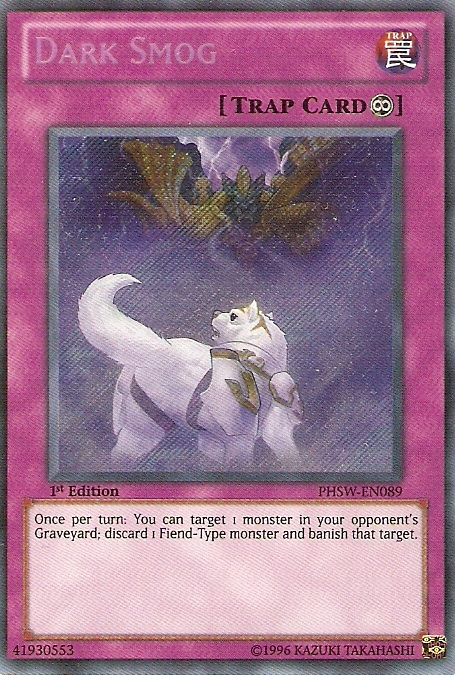 Dark Smog
TRAP
罠
[Trap Card]
1st Edition
PHSW-EN089
Once per turn: You can target 1 monster in your opponent's
Graveyard; discard 1 Fiend-Type monster and banish that target.
41930553
©1996 KAZUKI TAKAHASHI